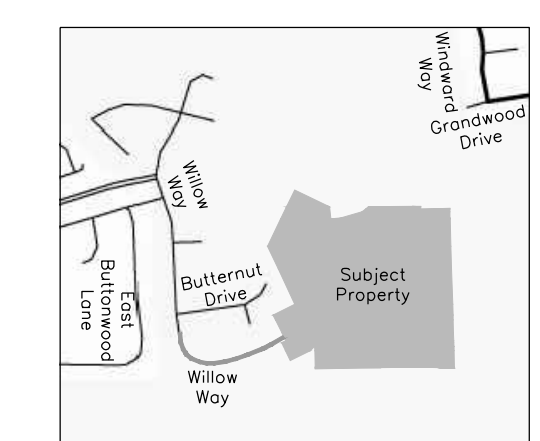 Windward
Way
Grandwood
Drive
Willow
Way
Butternut
Drive
Subject
Property
East
Buttonwood
Lane
Willow
Way